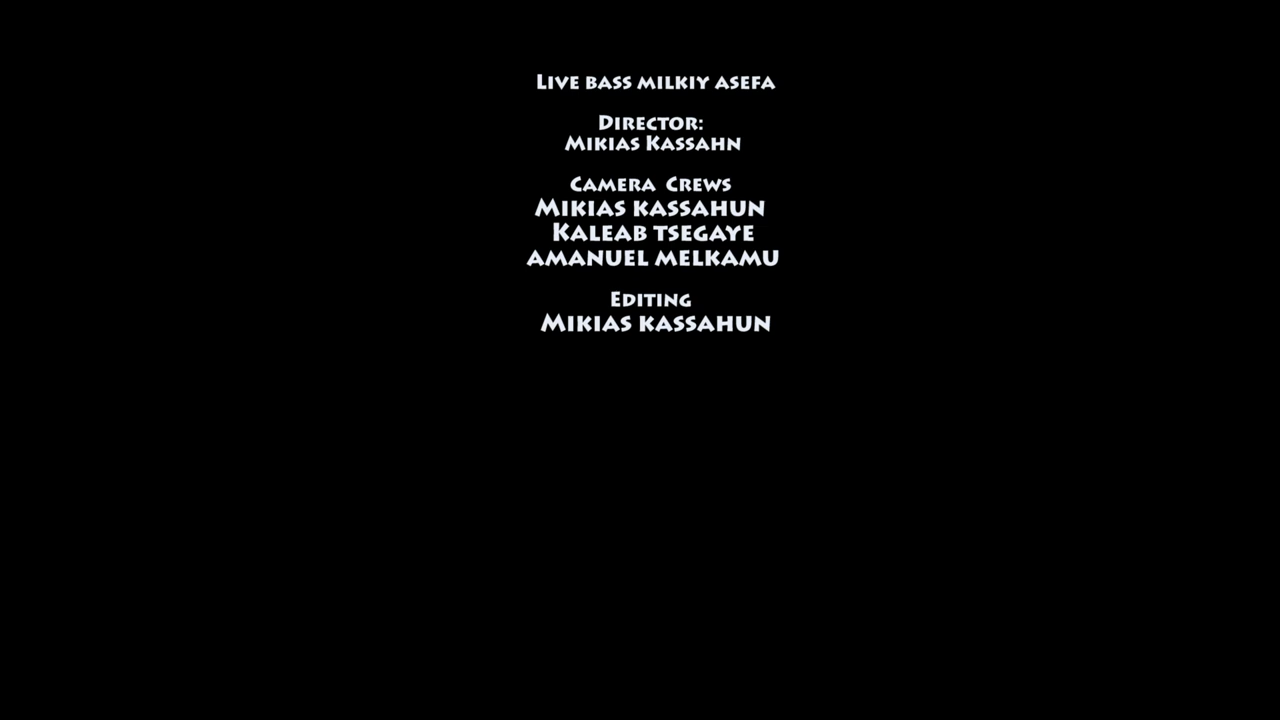 Live bass milkiy asefa
Director:
Mikias Kassahn
Camera Crews
Mikias kassahun
Kaleab tsegaye
amanuel melkamu
Editing
Mikias kassahun